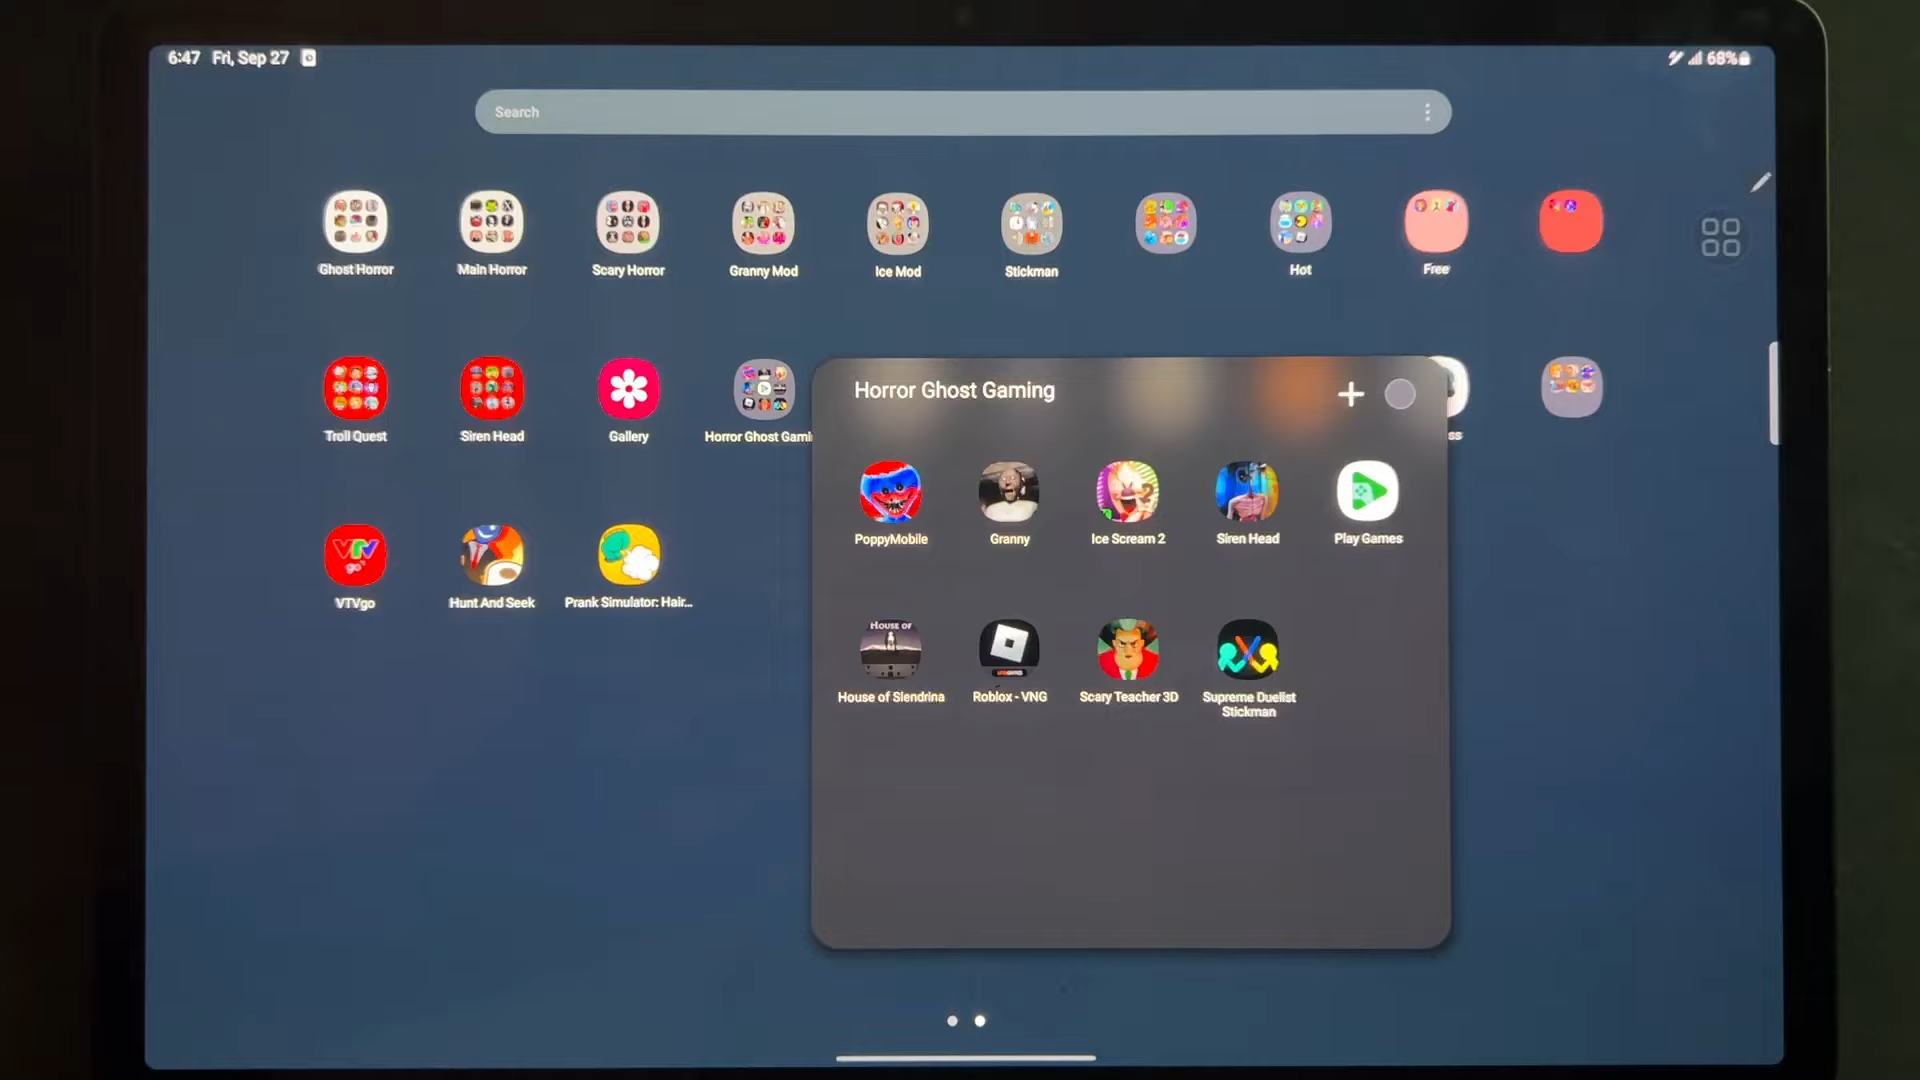 6:47 Fri, Sep 27
68%
Search
Ghost Horror
Main Horror
Scary Horror
Granny Mod
Ice Mod
Stickman
Hot
Free
Troll Quest
Siren Head
Gallery
Horror Ghost Gami
ss
Horror Ghost Gaming
PoppyMobile
Granny
Ice Scream 2
Siren Head
Play Games
HOUSE OF
House of Slendrina
Roblox - VNG
Scary Teacher 3D
Supreme Duelist
Stickman
VTV
go
VTVgo
Hunt And Seek
Prank Simulator: Hair...